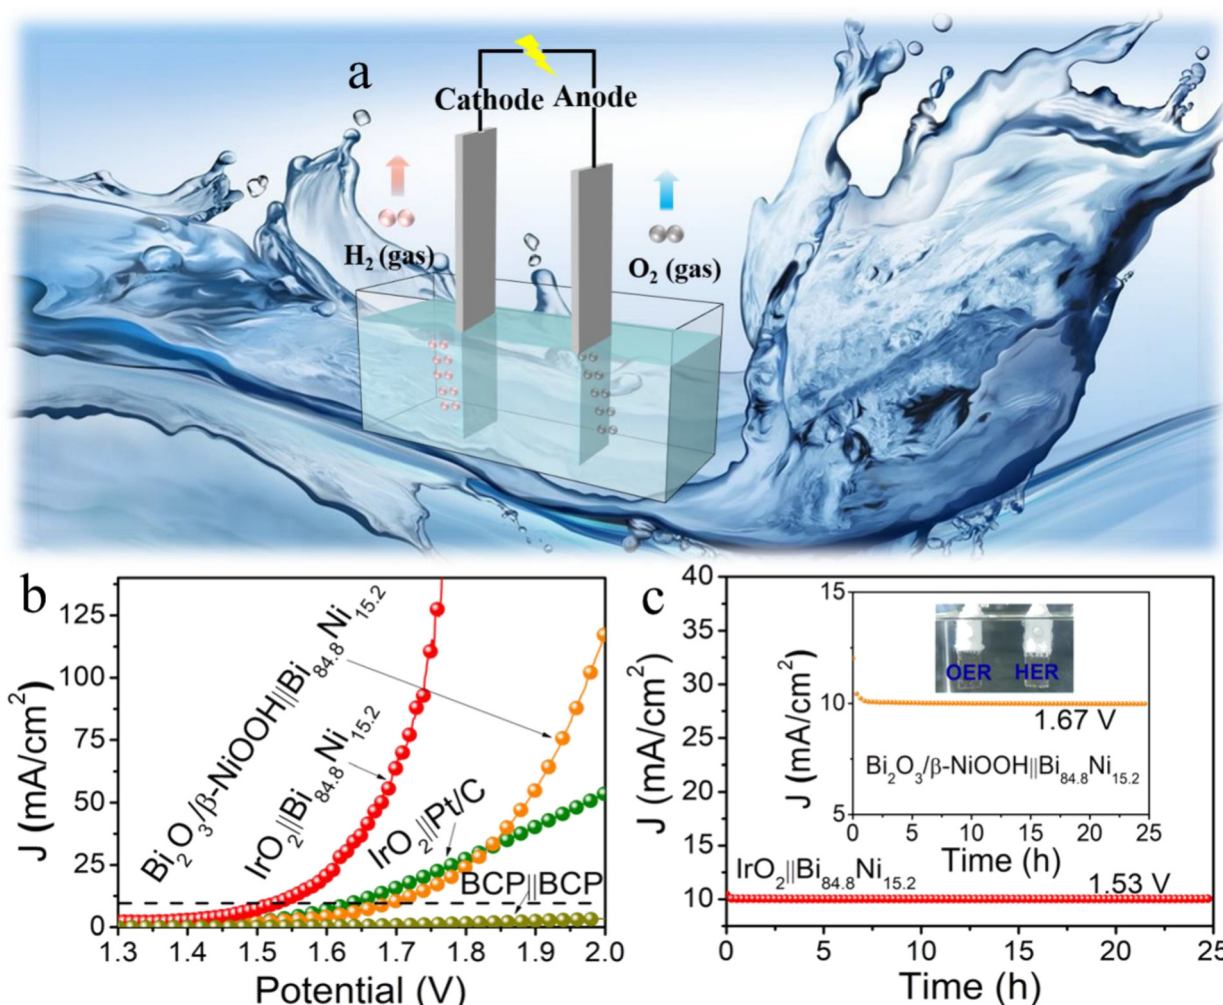 a
Cathode Anode
H₂ (gas)
O₂ (gas)
b
J (mA/cm²)
125
100
75
50
25
0
Bi₂O₃/β-NiOOH||Bi₈₄.₈Ni₁₅.₂
IrO₂||Bi₈₄.₈Ni₁₅.₂
IrO₂//Pt/C
BCP||BCP
1.3 1.4 1.5 1.6 1.7 1.8 1.9 2.0
Potential (V)
c
J (mA/cm²)
40
35
30
25
20
15
10
IrO₂||Bi₈₄.₈Ni₁₅.₂
1.53 V
0 5 10 15 20 25
Time (h)
J (mA/cm²)
15
10
5
OER HER
1.67 V
Bi₂O₃/β-NiOOH||Bi₈₄.₈Ni₁₅.₂
0 5 10 15 20 25
Time (h)